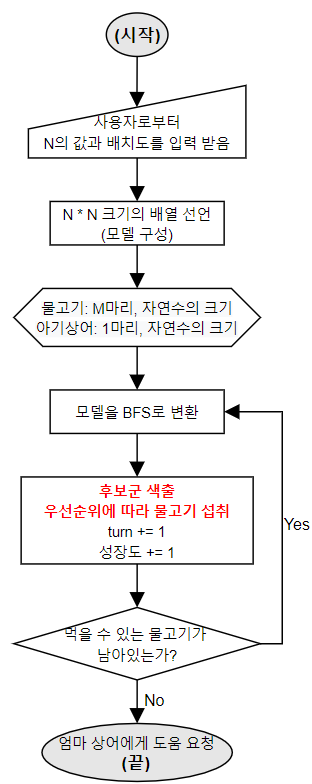 (시작)
사용자로부터
N의 값과 배치도를 입력 받음
N * N 크기의 배열 선언
(모델 구성)
물고기: M마리, 자연수의 크기
아기상어: 1마리, 자연수의 크기
모델을 BFS로 변환
후보군 색출
우선순위에 따라 물고기 섭취
turn += 1
성장도 += 1
Yes
먹을 수 있는 물고기가
남아있는가?
No
엄마 상어에게 도움 요청
(끝)